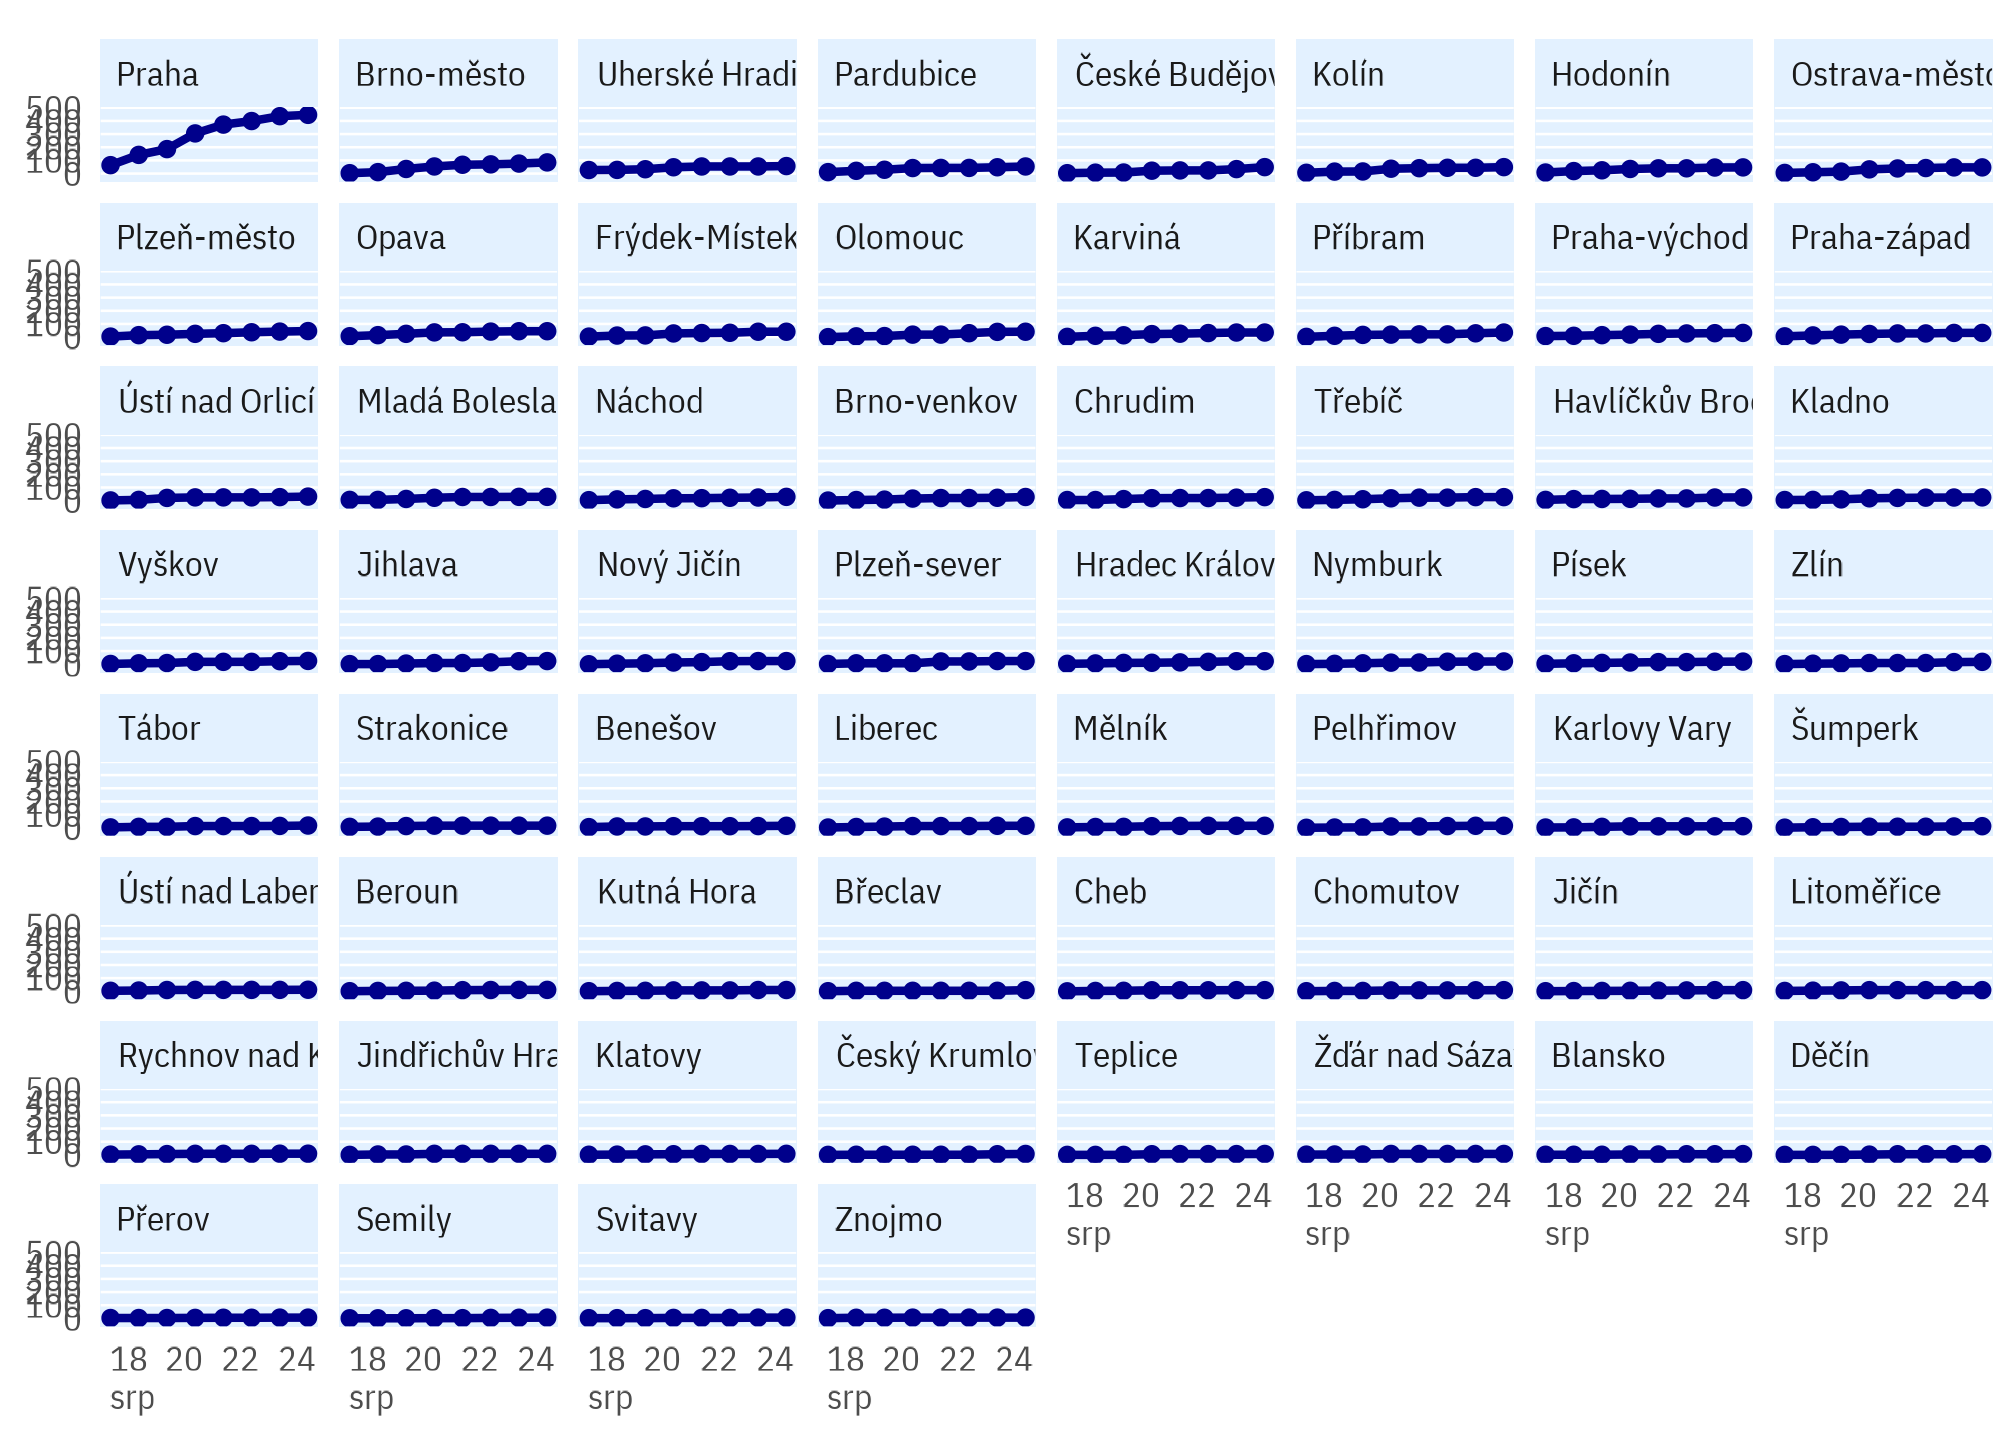 Praha
Brno-město
Uherské Hradi
Pardubice
České Budějov
Kolín
Hodonín
Ostrava-město
500
400
300
200
100
0
Plzeň-město
Opava
Frýdek-Místek
Olomouc
Karviná
Příbram
Praha-východ
Praha-západ
500
400
300
200
100
0
Ústí nad Orlicí
Mladá Bolesla
Náchod
Brno-venkov
Chrudim
Třebíč
Havlíčkův Brod
Kladno
500
400
300
200
100
0
Vyškov
Jihlava
Nový Jičín
Plzeň-sever
Hradec Králov
Nymburk
Písek
Zlín
500
400
300
200
100
0
Tábor
Strakonice
Benešov
Liberec
Mělník
Pelhřimov
Karlovy Vary
Šumperk
500
400
300
200
100
0
Ústí nad Laber
Beroun
Kutná Hora
Břeclav
Cheb
Chomutov
Jičín
Litoměřice
500
400
300
200
100
0
Rychnov nad K
Jindřichův Hra
Klatovy
Český Krumlov
Teplice
Žďár nad Sáza
Blansko
Děčín
500
400
300
200
100
0
18 20 22 24
srp
18 20 22 24
srp
18 20 22 24
srp
18 20 22 24
srp
Přerov
Semily
Svitavy
Znojmo
500
400
300
200
100
0
18 20 22 24
srp
18 20 22 24
srp
18 20 22 24
srp
18 20 22 24
srp